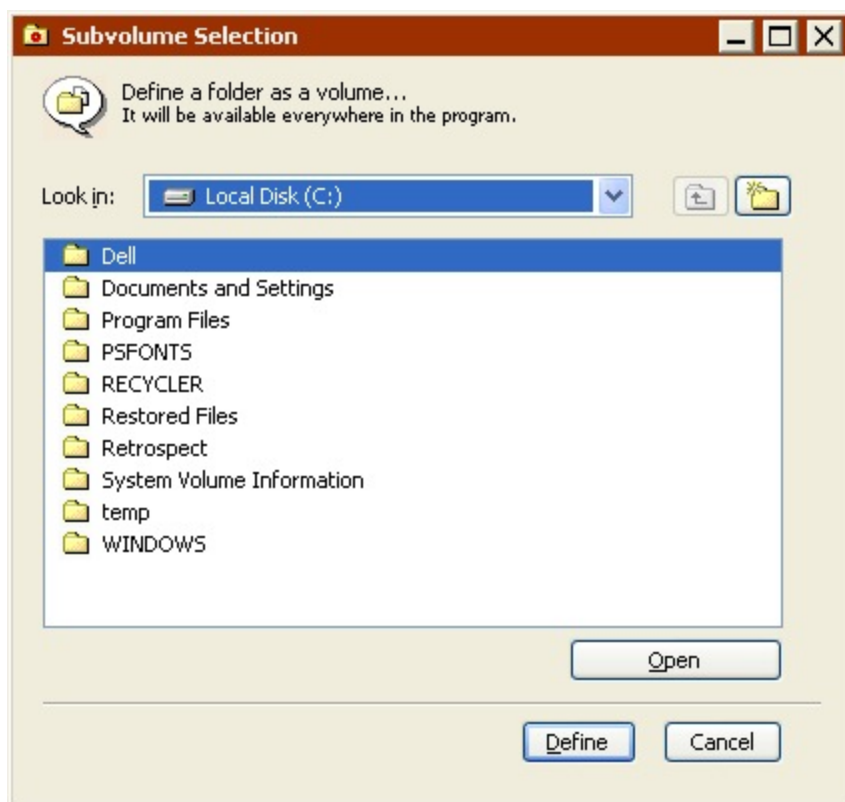 Subvolume Selection
Define a folder as a volume...
It will be available everywhere in the program.
Look in: Local Disk (C:)
Dell
Documents and Settings
Program Files
PSFONTS
RECYCLER
Restored Files
Retrospect
System Volume Information
temp
WINDOWS
Open
Define Cancel